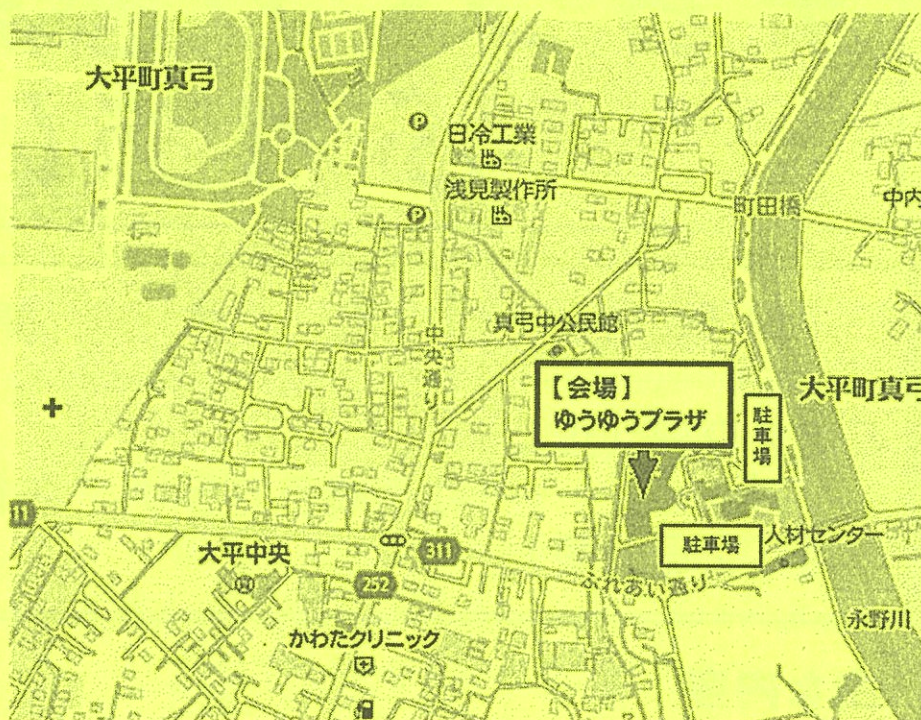 大平町真弓
P
日冷工業
浅見製作所
P
町田橋
中内
真弓中公民館
中央通り
【会場】
ゆうゆうプラザ
大平町真弓
駐車場
11
大平中央
311
駐車場
人材センター
252
ふれあい通り
永野川
かわたクリニック